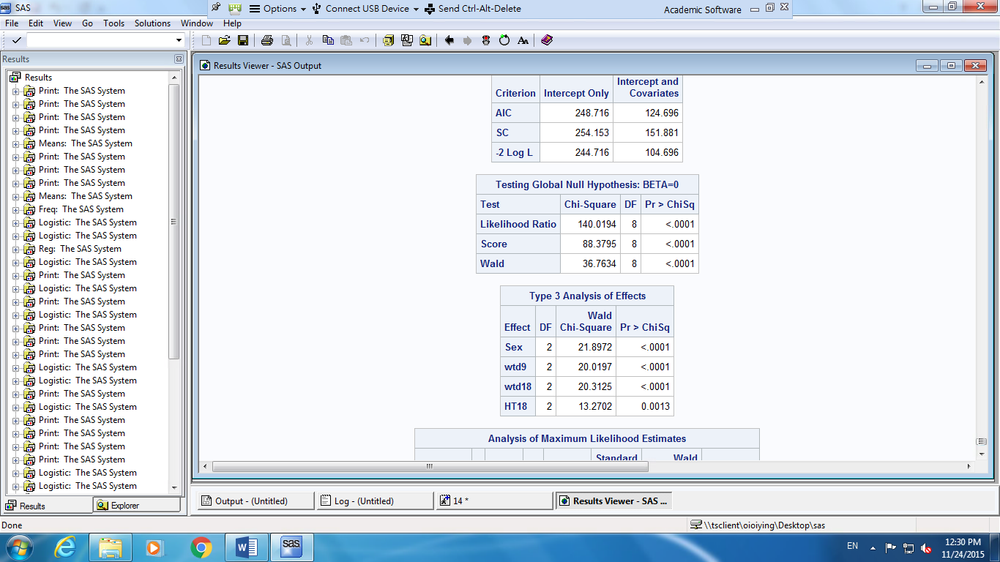 SAS
Options
Connect USB Device
Send Ctrl-Alt-Delete
Academic Software
File Edit View Go Tools Solutions Window Help
Results
Results
Print: The SAS System
Print: The SAS System
Print: The SAS System
Print: The SAS System
Means: The SAS System
Print: The SAS System
Print: The SAS System
Print: The SAS System
Means: The SAS System
Freq: The SAS System
Logistic: The SAS System
Logistic: The SAS System
Reg: The SAS System
Logistic: The SAS System
Print: The SAS System
Logistic: The SAS System
Print: The SAS System
Logistic: The SAS System
Print: The SAS System
Print: The SAS System
Print: The SAS System
Logistic: The SAS System
Logistic: The SAS System
Print: The SAS System
Logistic: The SAS System
Print: The SAS System
Print: The SAS System
Print: The SAS System
Print: The SAS System
Logistic: The SAS System
Logistic: The SAS System
Results
Explorer
Results Viewer - SAS Output
Criterion Intercept Only Intercept and Covariates
AIC 248.716 124.696
SC 254.153 151.881
-2 Log L 244.716 104.696
Testing Global Null Hypothesis: BETA=0
Test Chi-Square DF Pr > ChiSq
Likelihood Ratio 140.0194 8 <.0001
Score 88.3795 8 <.0001
Wald 36.7634 8 <.0001
Type 3 Analysis of Effects
Effect DF Wald Chi-Square Pr > ChiSq
Sex 2 21.8972 <.0001
wtd9 2 20.0197 <.0001
wtd18 2 20.3125 <.0001
HT18 2 13.2702 0.0013
Analysis of Maximum Likelihood Estimates
Standard Wald
Output - (Untitled)
Log - (Untitled)
14 *
Results Viewer - SAS ...
Done
\\tsclient\oioiying\Desktop\sas
EN
12:30 PM
11/24/2015